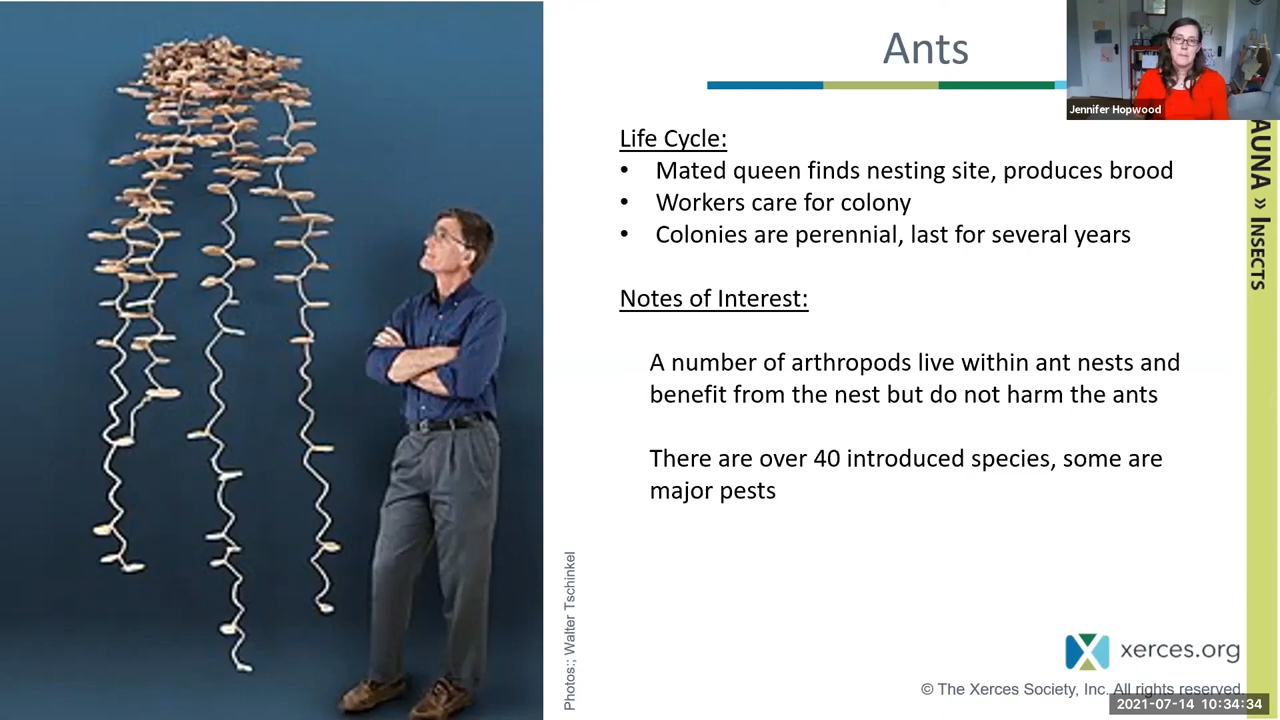 Ants
Jennifer Hopwood
Life Cycle:
• Mated queen finds nesting site, produces brood
• Workers care for colony
• Colonies are perennial, last for several years
Notes of Interest:
A number of arthropods live within ant nests and
benefit from the nest but do not harm the ants
There are over 40 introduced species, some are
major pests
Photos:; Walter Tschinkel
AUNA » INSECTS
xerces.org
© The Xerces Society, Inc. All rights reserved.
2021-07-14 10:34:34